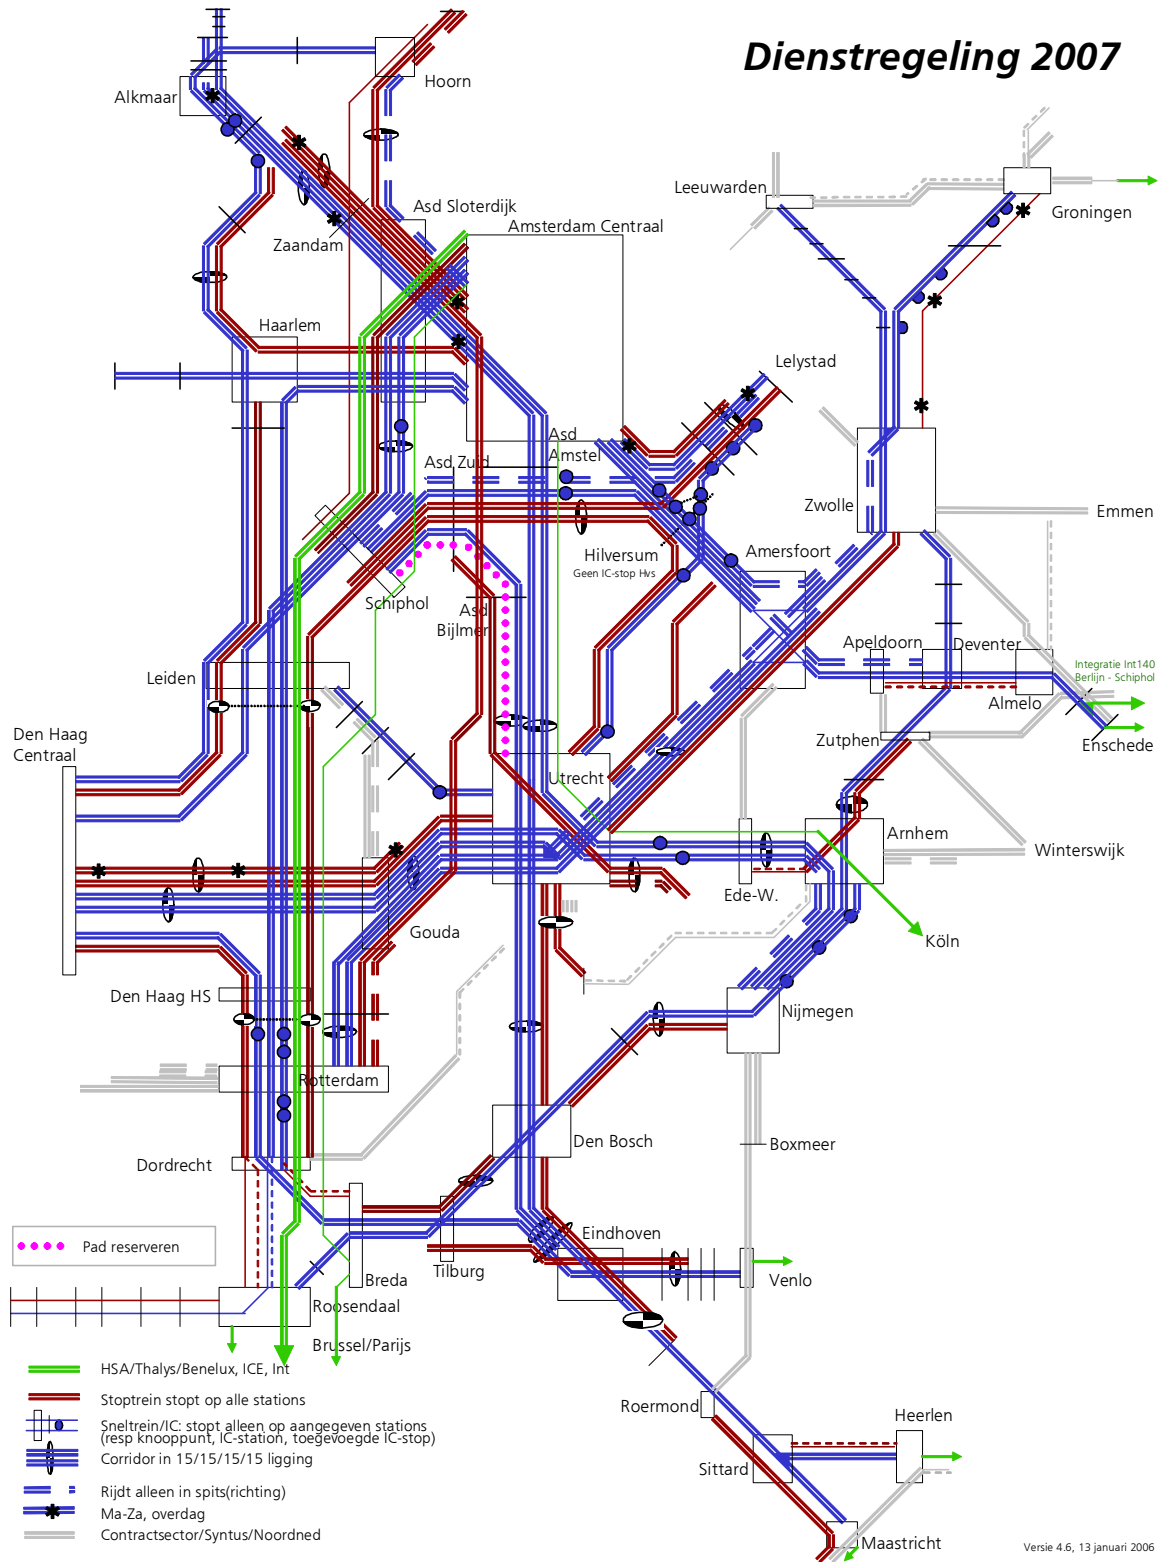 Dienstregeling 2007
Hoorn
Alkmaar
Leeuwarden
Groningen
Asd Sloterdijk
Amsterdam Centraal
Zaandam
Haarlem
Lelystad
Asd
Amstel
Asd Zuid
Zwolle
Emmen
Hilversum
Geen IC-stop Hvs
Amersfoort
Schiphol
Asd
Bijlmer
Apeldoorn
Deventer
Leiden
Integratie Int140
Berlijn - Schiphol
Almelo
Den Haag
Centraal
Zutphen
Enschede
Utrecht
Arnhem
Winterswijk
Ede-W.
Gouda
Köln
Den Haag HS
Nijmegen
Rotterdam
Den Bosch
Boxmeer
Dordrecht
Eindhoven
Pad reserveren
Tilburg
Breda
Venlo
Roosendaal
Brussel/Parijs
HSA/Thalys/Benelux, ICE, Int
Stoptrein stopt op alle stations
Roermond
Heerlen
Sneltrein/IC: stopt alleen op aangegeven stations
(resp knooppunt, IC-station, toegevoegde IC-stop)
Corridor in 15/15/15/15 ligging
Sittard
Rijdt alleen in spits(richting)
Ma-Za, overdag
Contractsector/Syntus/Noordned
Maastricht
Versie 4.6, 13 januari 2006